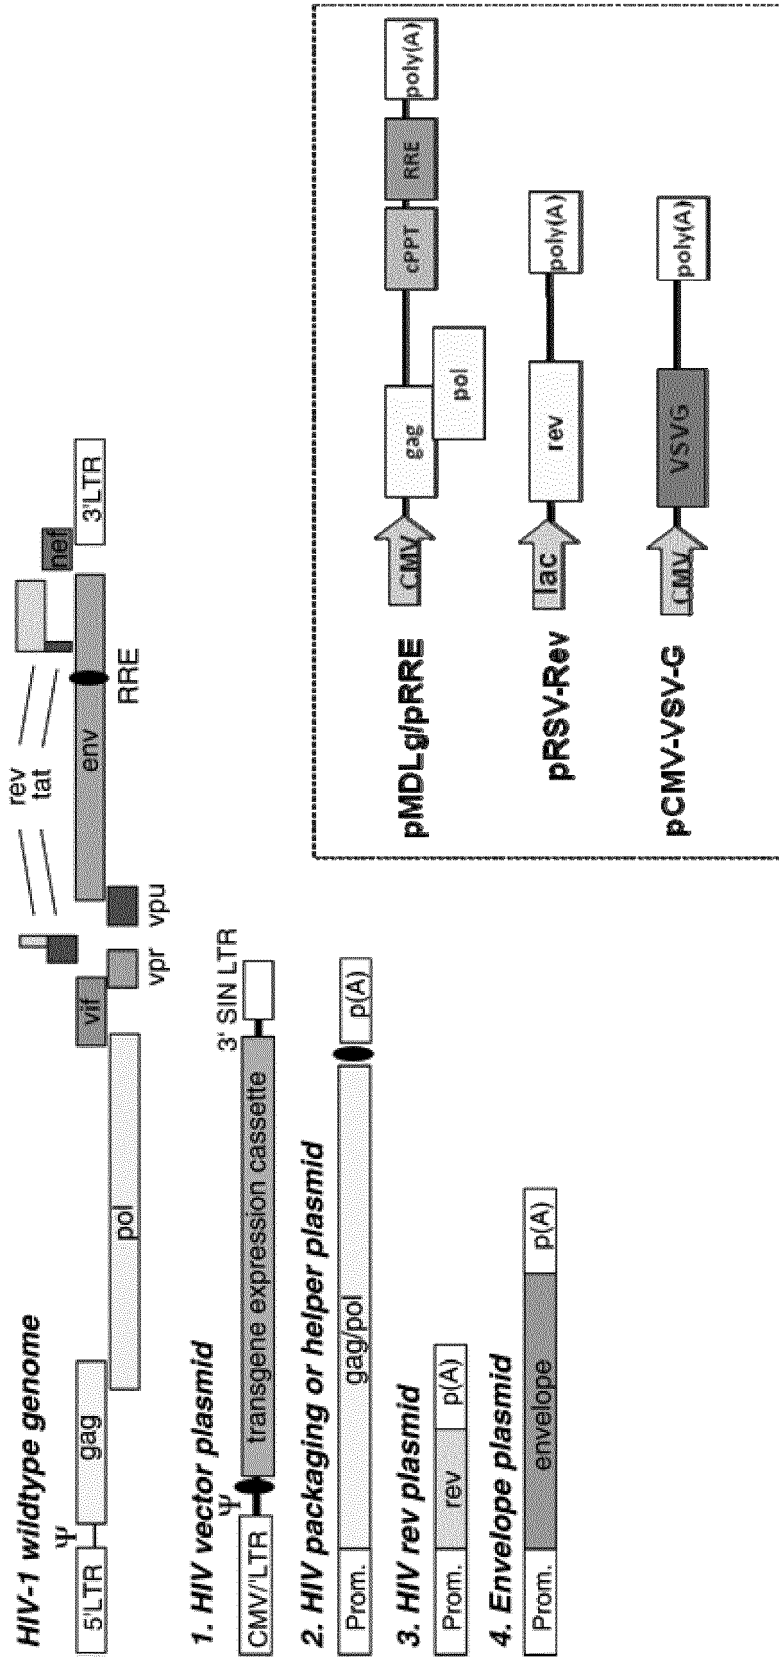 HIV-1 wildtype genome
Ψ
rev
tat
nef
5'LTR
gag
vif
env
3'LTR
pol
vpr
vpu
RRE
1. HIV vector plasmid
Ψ
3' SIN LTR
CMV/'LTR
transgene expression cassette
2. HIV packaging or helper plasmid
Prom.
gag/pol
p(A)
3. HIV rev plasmid
Prom.
rev
p(A)
4. Envelope plasmid
Prom.
envelope
p(A)
pMDLg/pRRE
CMV
gag
cPPT
RRE
poly(A)
pol
pRSV-Rev
lac
rev
poly(A)
pCMV-VSV-G
CMV
VSVG
poly(A)